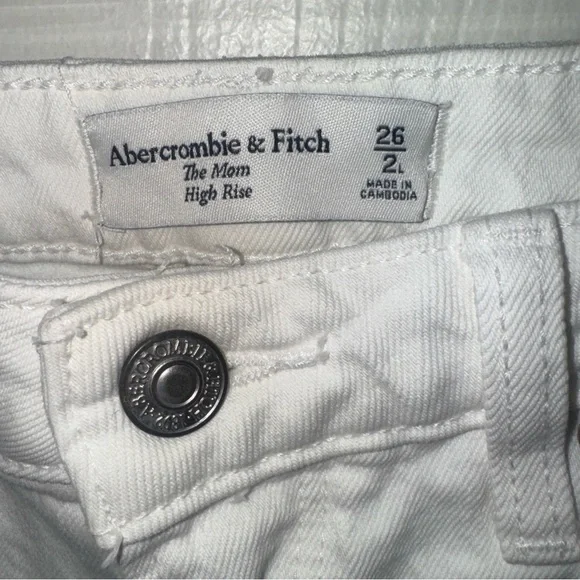 Abercrombie & Fitch
The Mom
High Rise
26
2L
MADE IN
CAMBODIA